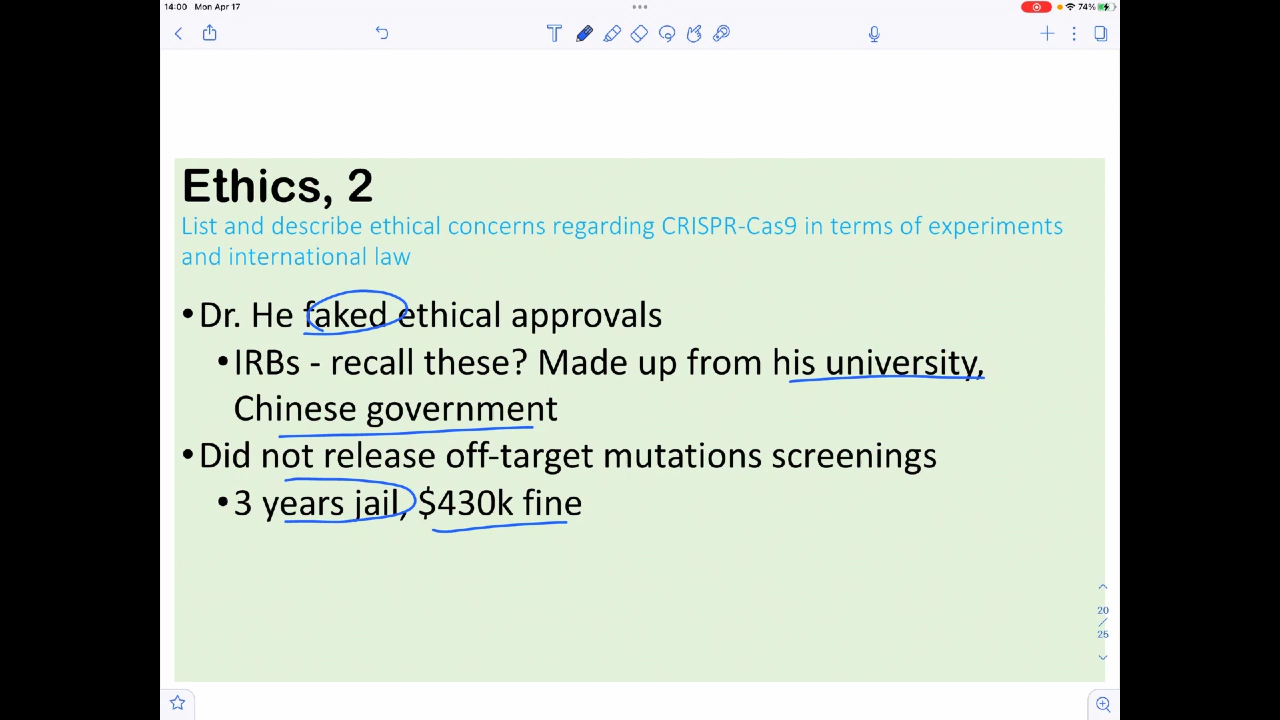 14:00 Mon Apr 17
74%
Ethics, 2
List and describe ethical concerns regarding CRISPR-Cas9 in terms of experiments
and international law
•Dr. He faked ethical approvals
•IRBs - recall these? Made up from his university,
Chinese government
•Did not release off-target mutations screenings
•3 years jail, $430k fine
20
/
25